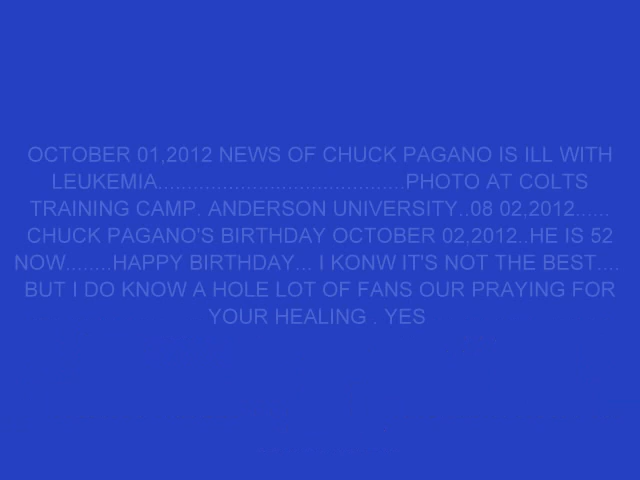 OCTOBER 01,2012 NEWS OF CHUCK PAGANO IS ILL WITH
LEUKEMIA..........................................PHOTO AT COLTS
TRAINING CAMP. ANDERSON UNIVERSITY..08 02,2012......
CHUCK PAGANO'S BIRTHDAY OCTOBER 02,2012..HE IS 52
NOW........HAPPY BIRTHDAY... I KONW IT'S NOT THE BEST....
BUT I DO KNOW A HOLE LOT OF FANS OUR PRAYING FOR
YOUR HEALING . YES